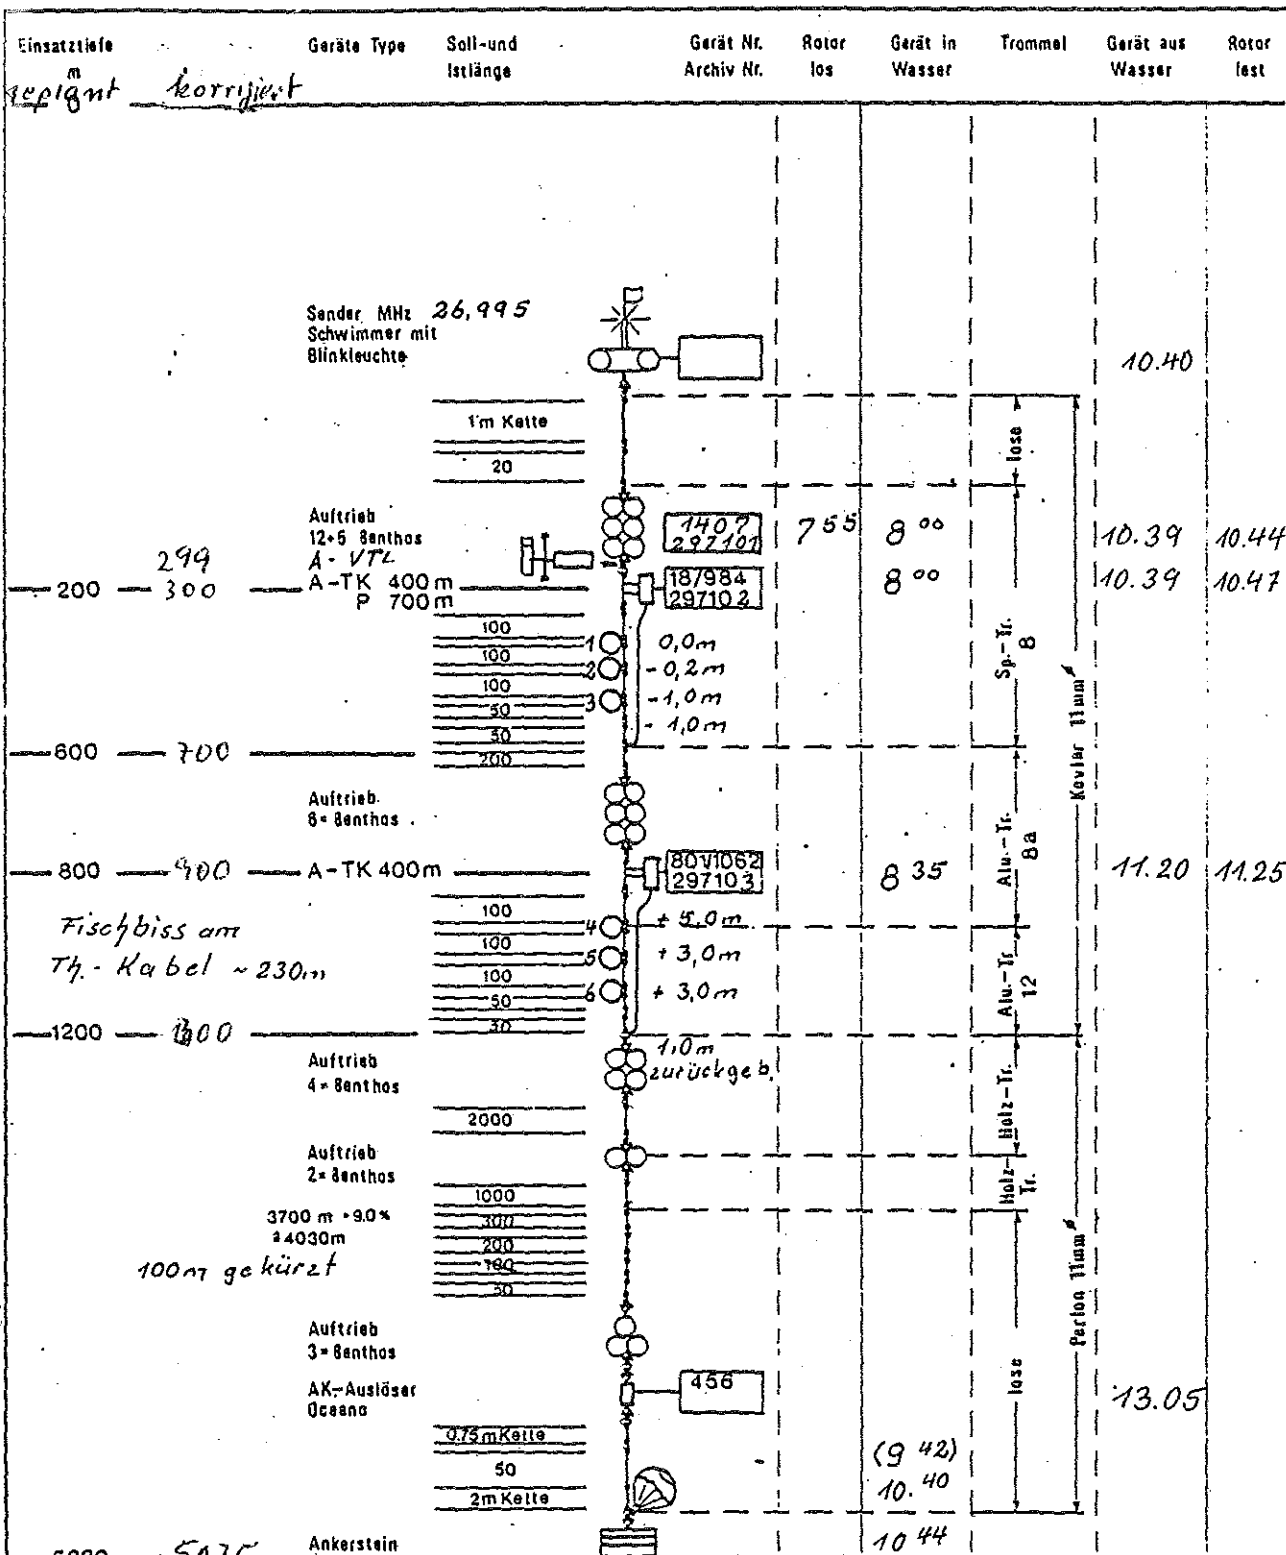 Einsatztiefe Geräte Type Soll-und Gerät Nr. Rotor Gerät in Trommel Gerät aus Rotor
m Istlänge Archiv Nr. los Wasser Wasser fest
geplant korrigiert
0
Sender MHz 26,995
Schwimmer mit
Blinkleuchte 10.40
1m Kette
lose
20
Auftrieb 1407 7 55 8 00 10.39 10.44
12+5 Benthos 297101
299 A- VTL
200 300 A-TK 400m 187984 8 00 10.39 10.47
P 700m 297102
100
1 0,0m
100
2 - 0,2m
100 Sp.-Tr. 8
3 - 1,0m
50
- 1,0m
50
600 700
200
Kevlar 11mm ø
Auftrieb
6 Benthos
800 900 A-TK 400m 80V1062 8 35 11.20 11.25
297103
Alu.-Tr. 8a
100
Fischbiss am 4 + 5,0m
100
Th.- Kabel ~ 230m 5 + 3,0m
100
6 + 3,0m
50
Alu.-Tr 12
30
1200
1,0m
Auftrieb zurückgeb.
4 Benthos
Holz-Tr.
2000
Auftrieb
2 Benthos
Holz-Tr.
1000
3700 m 9.0%
300
4030m
200
100m gekürzt
50
Perlon 11mm ø
Auftrieb
3 Benthos
AK-Auslöser 456 13.05
Oceano
lose
0.75m Kette
(9 42)
50
10.40
2m Kette
Ankerstein 10 44